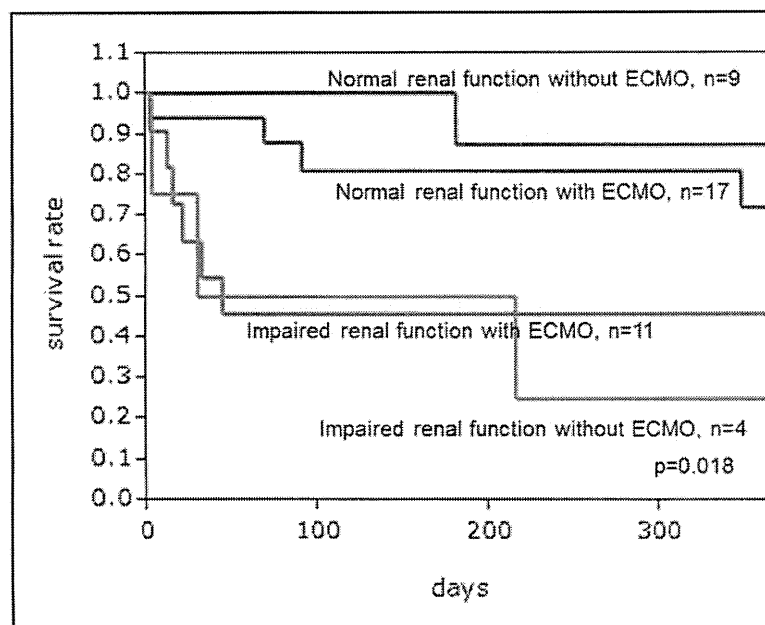 1.1
1.0
0.9
0.8
0.7
0.6
0.5
0.4
0.3
0.2
0.1
0.0
survival rate
Normal renal function without ECMO, n=9
Normal renal function with ECMO, n=17
Impaired renal function with ECMO, n=11
Impaired renal function without ECMO, n=4
p=0.018
0
100
200
300
days